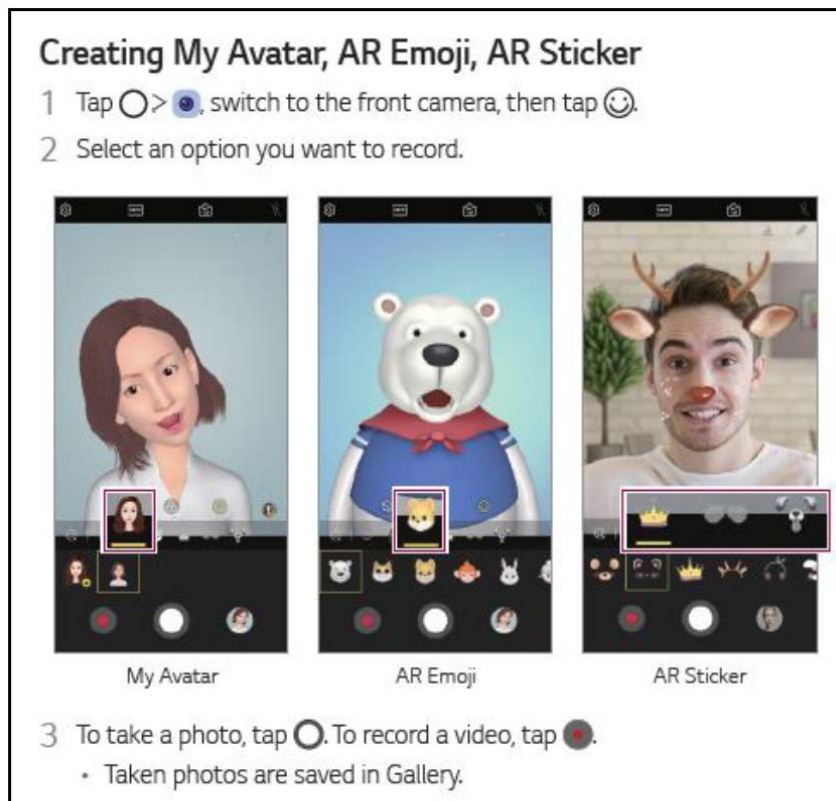 Creating My Avatar, AR Emoji, AR Sticker
1 Tap > , switch to the front camera, then tap .
2 Select an option you want to record.
My Avatar
AR Emoji
AR Sticker
3 To take a photo, tap . To record a video, tap .
• Taken photos are saved in Gallery.